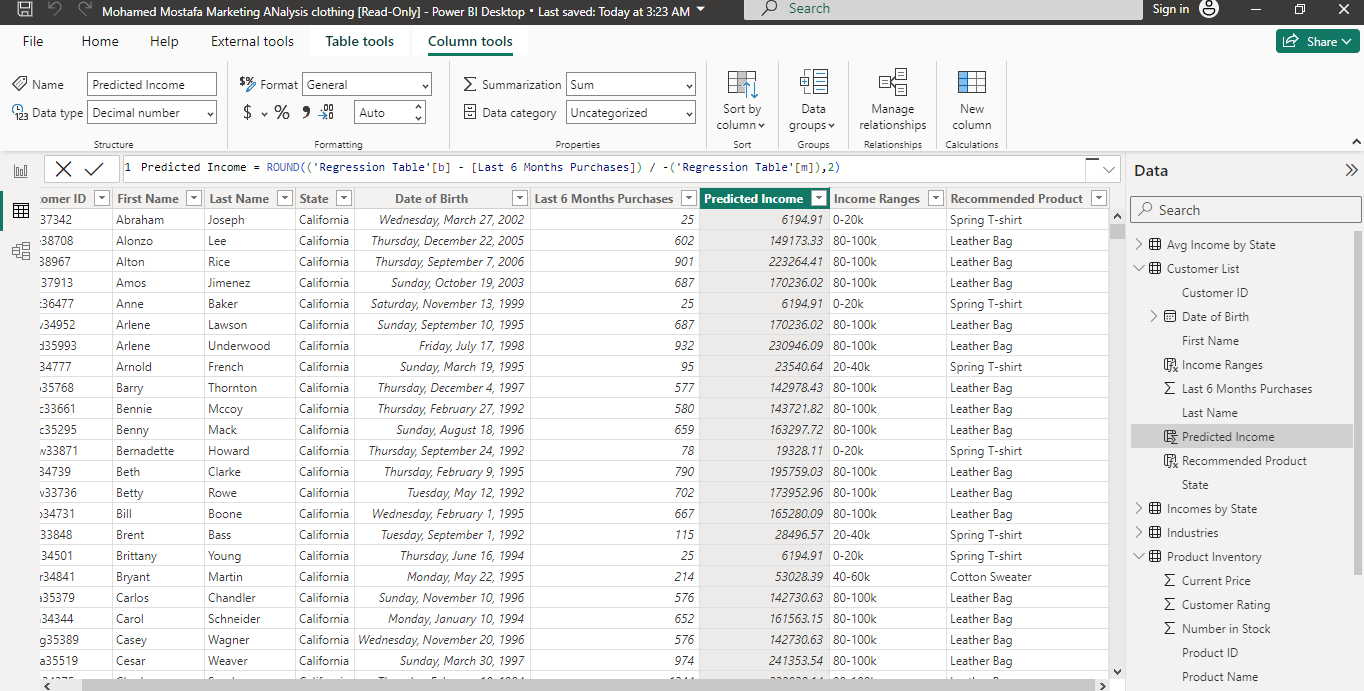 Mohamed Mostafa Marketing ANalysis clothing [Read-Only] - Power BI Desktop • Last saved: Today at 3:23 AM Search Sign in
File Home Help External tools Table tools Column tools Share
Name Predicted Income $% Format General Summarization Sum
Data type Decimal number $ % Auto Data category Uncategorized
Sort by column Data groups Manage relationships New column
Structure Formatting Properties Sort Groups Relationships Calculations
1 Predicted Income = ROUND(('Regression Table'[b] - [Last 6 Months Purchases]) / -('Regression Table'[m]),2)
omer ID First Name Last Name State Date of Birth Last 6 Months Purchases Predicted Income Income Ranges Recommended Product
37342 Abraham Joseph California Wednesday, March 27, 2002 25 6194.91 0-20k Spring T-shirt
38708 Alonzo Lee California Thursday, December 22, 2005 602 149173.33 80-100k Leather Bag
38967 Alton Rice California Thursday, September 7, 2006 901 223264.41 80-100k Leather Bag
37913 Amos Jimenez California Sunday, October 19, 2003 687 170236.02 80-100k Leather Bag
36477 Anne Baker California Saturday, November 13, 1999 25 6194.91 0-20k Spring T-shirt
34952 Arlene Lawson California Sunday, September 10, 1995 687 170236.02 80-100k Leather Bag
35993 Arlene Underwood California Friday, July 17, 1998 932 230946.09 80-100k Leather Bag
34777 Arnold French California Sunday, March 19, 1995 95 23540.64 20-40k Spring T-shirt
35768 Barry Thornton California Thursday, December 4, 1997 577 142978.43 80-100k Leather Bag
33661 Bennie Mccoy California Thursday, February 27, 1992 580 143721.82 80-100k Leather Bag
35295 Benny Mack California Sunday, August 18, 1996 659 163297.72 80-100k Leather Bag
w33871 Bernadette Howard California Thursday, September 24, 1992 78 19328.11 0-20k Spring T-shirt
34739 Beth Clarke California Thursday, February 9, 1995 790 195759.03 80-100k Leather Bag
33736 Betty Rowe California Tuesday, May 12, 1992 702 173952.96 80-100k Leather Bag
34731 Bill Boone California Wednesday, February 1, 1995 667 165280.09 80-100k Leather Bag
33848 Brent Bass California Tuesday, September 1, 1992 115 28496.57 20-40k Spring T-shirt
34501 Brittany Young California Thursday, June 16, 1994 25 6194.91 0-20k Spring T-shirt
34841 Bryant Martin California Monday, May 22, 1995 214 53028.39 40-60k Cotton Sweater
35379 Carlos Chandler California Sunday, November 10, 1996 576 142730.63 80-100k Leather Bag
34344 Carol Schneider California Monday, January 10, 1994 652 161563.15 80-100k Leather Bag
g35389 Casey Wagner California Wednesday, November 20, 1996 576 142730.63 80-100k Leather Bag
a35519 Cesar Weaver California Sunday, March 30, 1997 974 241353.54 80-100k Leather Bag
Data
Search
Avg Income by State
Customer List
Customer ID
Date of Birth
First Name
Income Ranges
Last 6 Months Purchases
Last Name
Predicted Income
Recommended Product
State
Incomes by State
Industries
Product Inventory
Current Price
Customer Rating
Number in Stock
Product ID
Product Name